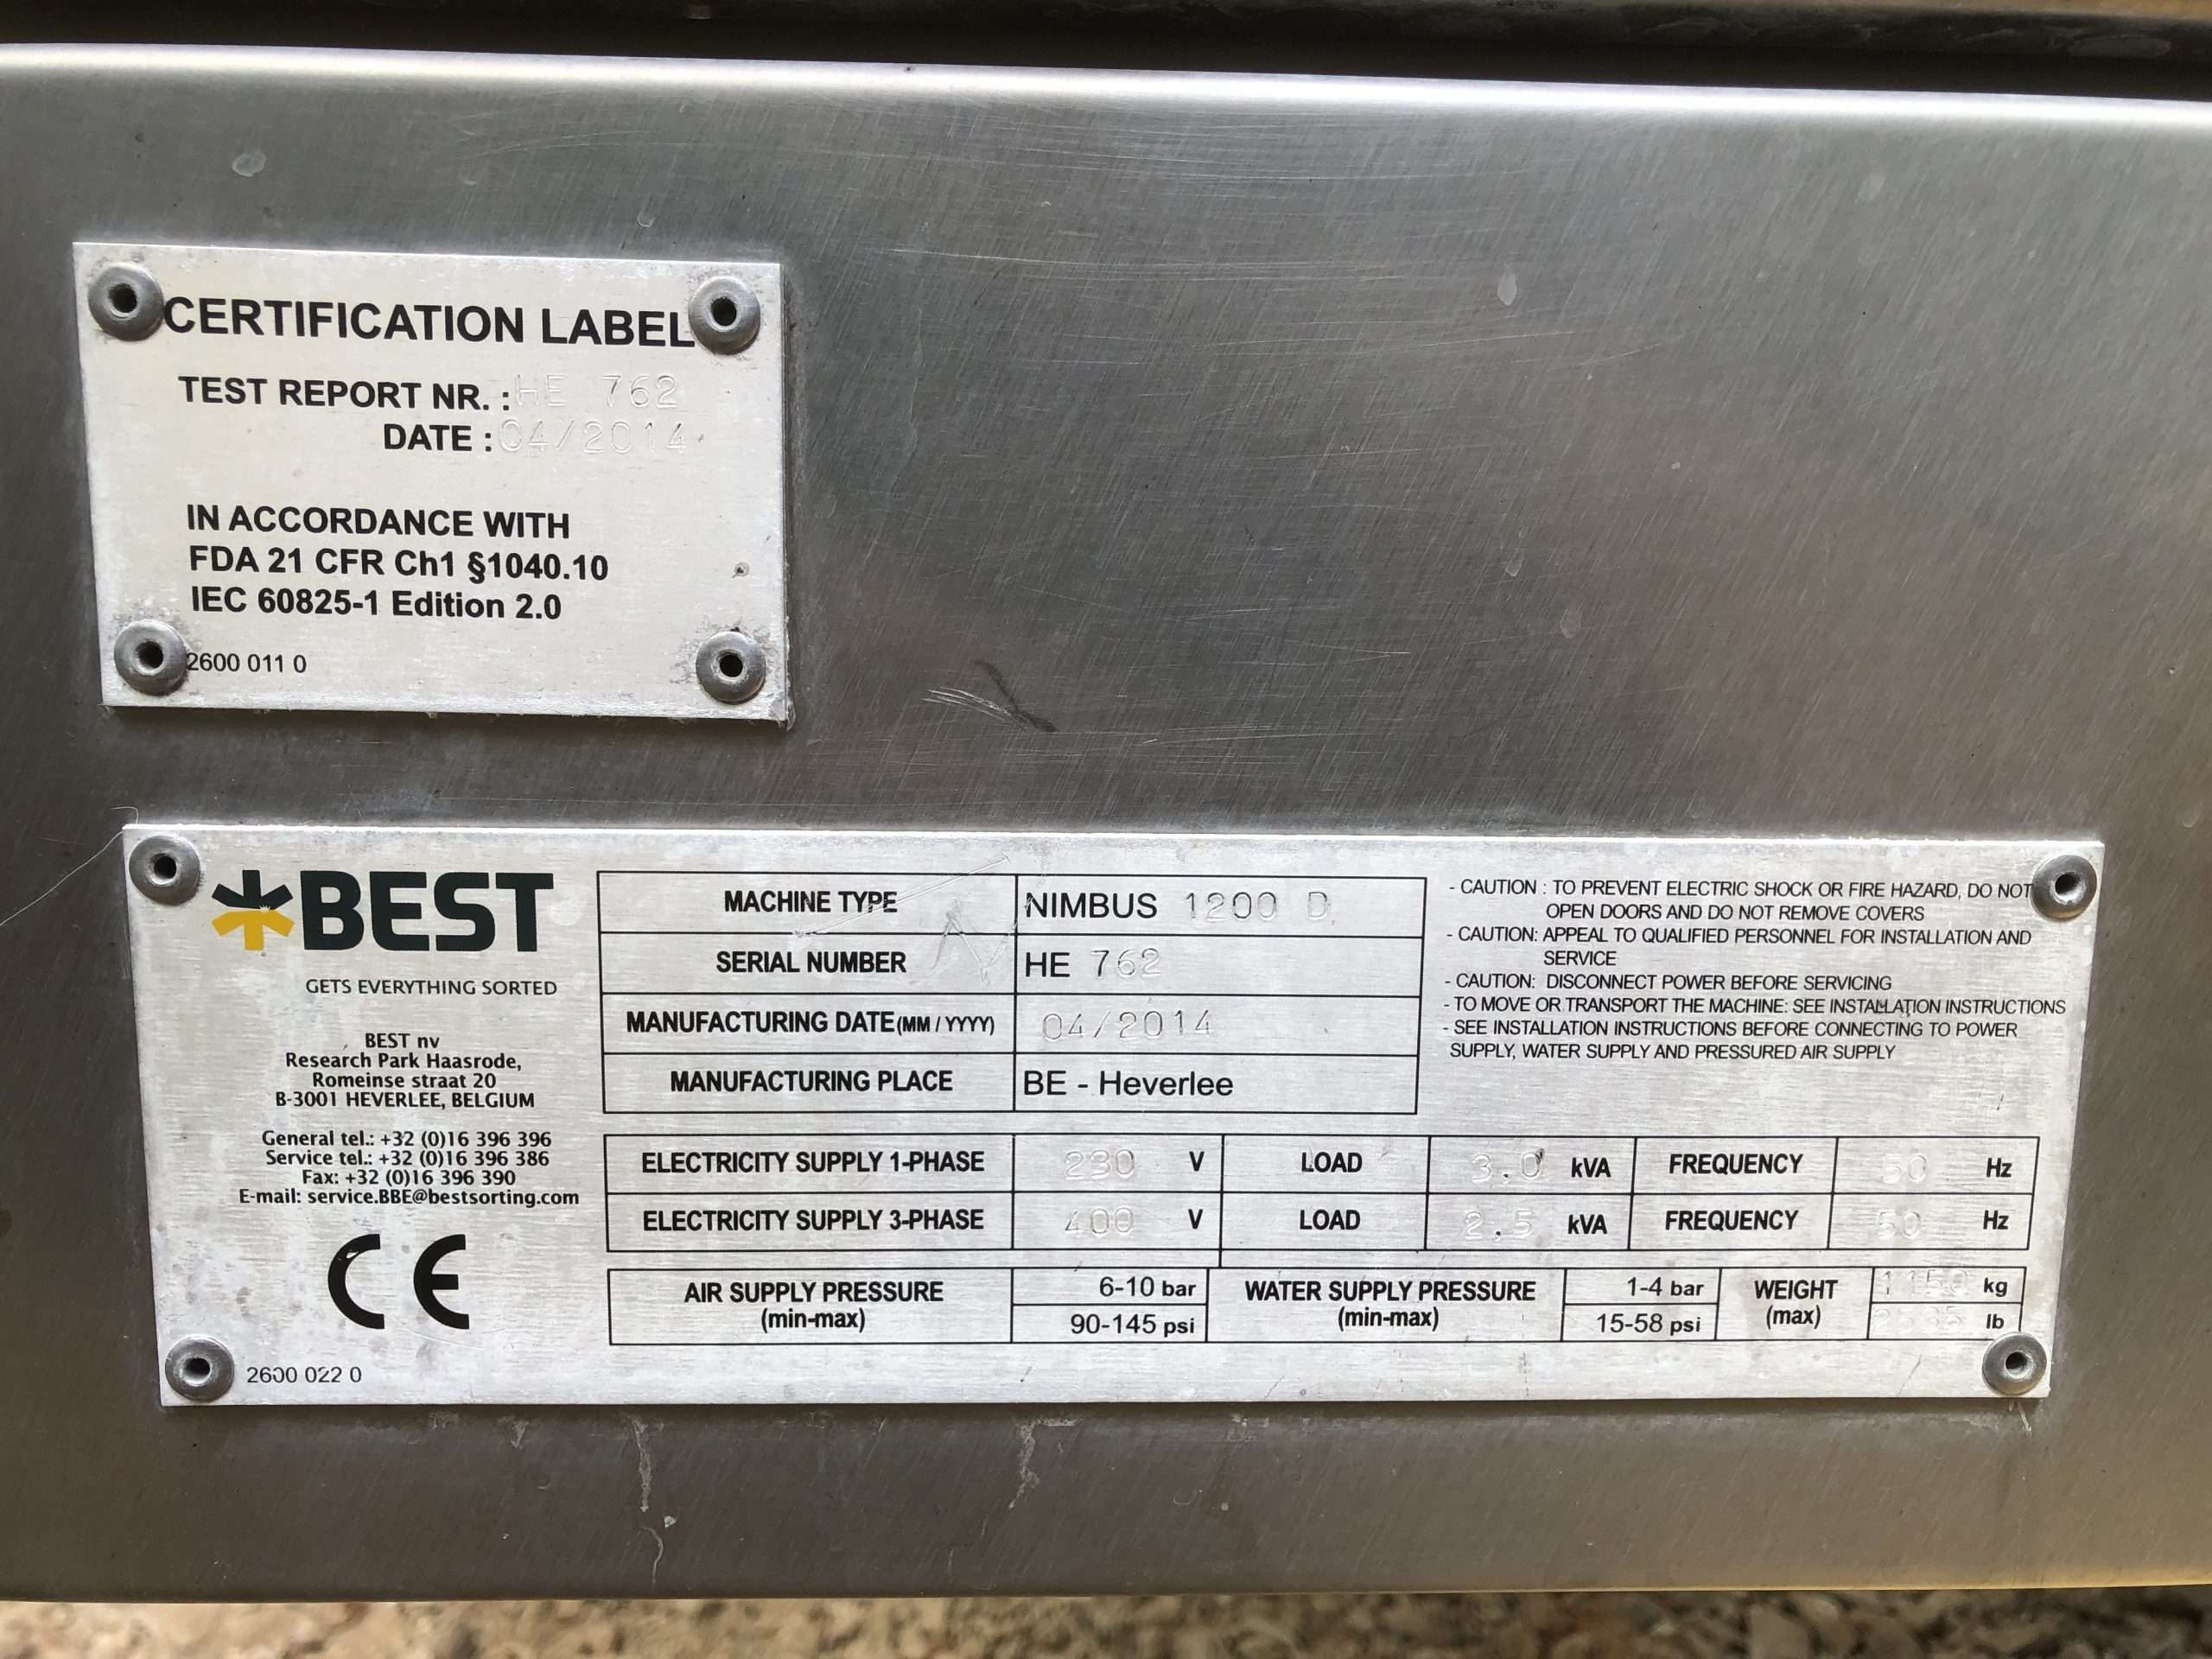 CERTIFICATION LABEL
TEST REPORT NR. : HE 762
DATE : 04/2014
IN ACCORDANCE WITH
FDA 21 CFR Ch1 §1040.10
IEC 60825-1 Edition 2.0
2600 011 0
BEST
GETS EVERYTHING SORTED
BEST nv
Research Park Haasrode,
Romeinse straat 20
B-3001 HEVERLEE, BELGIUM
General tel.: +32 (0)16 396 396
Service tel.: +32 (0)16 396 386
Fax: +32 (0)16 396 390
E-mail: service.BBE@bestsorting.com
CE
2600 022 0
MACHINE TYPE NIMBUS 1200 D
SERIAL NUMBER HE 762
MANUFACTURING DATE (MM / YYYY) 04/2014
MANUFACTURING PLACE BE - Heverlee
- CAUTION : TO PREVENT ELECTRIC SHOCK OR FIRE HAZARD, DO NOT
OPEN DOORS AND DO NOT REMOVE COVERS
- CAUTION: APPEAL TO QUALIFIED PERSONNEL FOR INSTALLATION AND
SERVICE
- CAUTION: DISCONNECT POWER BEFORE SERVICING
- TO MOVE OR TRANSPORT THE MACHINE: SEE INSTALLATION INSTRUCTIONS
- SEE INSTALLATION INSTRUCTIONS BEFORE CONNECTING TO POWER
SUPPLY, WATER SUPPLY AND PRESSURED AIR SUPPLY
ELECTRICITY SUPPLY 1-PHASE 230 V LOAD 3.0 kVA FREQUENCY 50 Hz
ELECTRICITY SUPPLY 3-PHASE 400 V LOAD 2.5 kVA FREQUENCY 50 Hz
AIR SUPPLY PRESSURE 6-10 bar WATER SUPPLY PRESSURE 1-4 bar WEIGHT 1150 kg
(min-max) 90-145 psi (min-max) 15-58 psi (max) lb